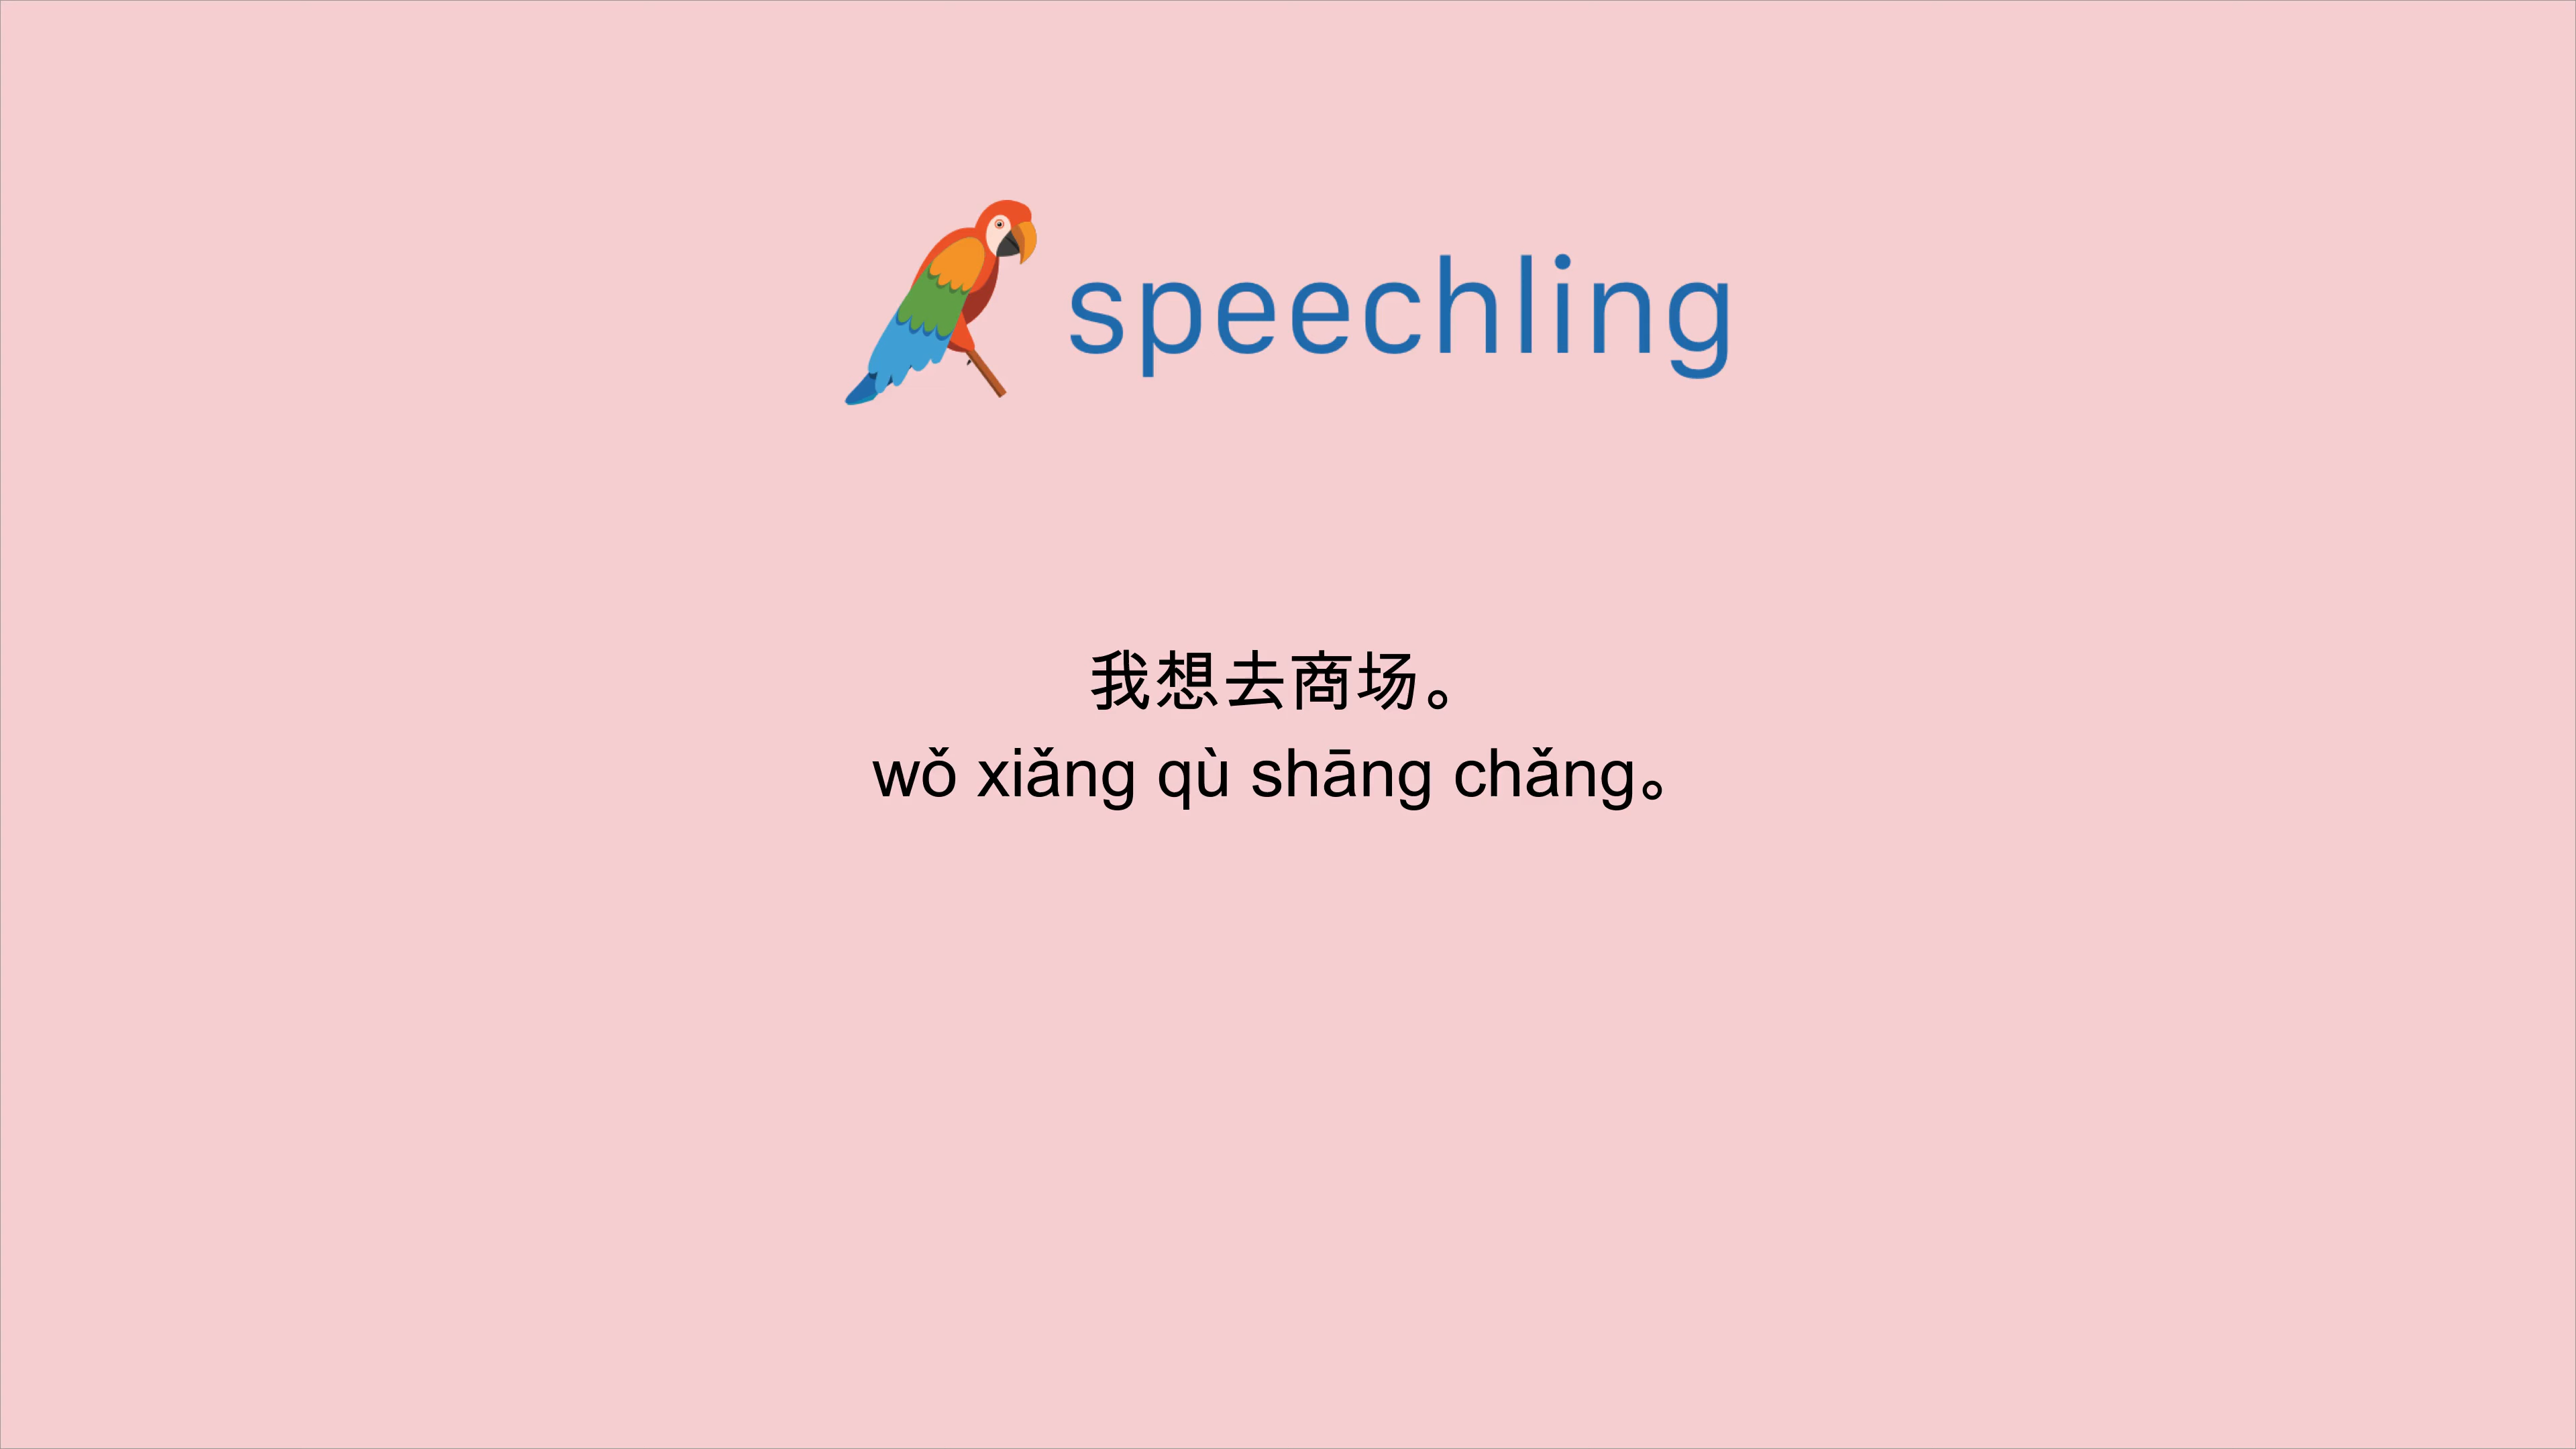 speechling
我想去商场。
wǒ xiǎng qù shāng chǎng。